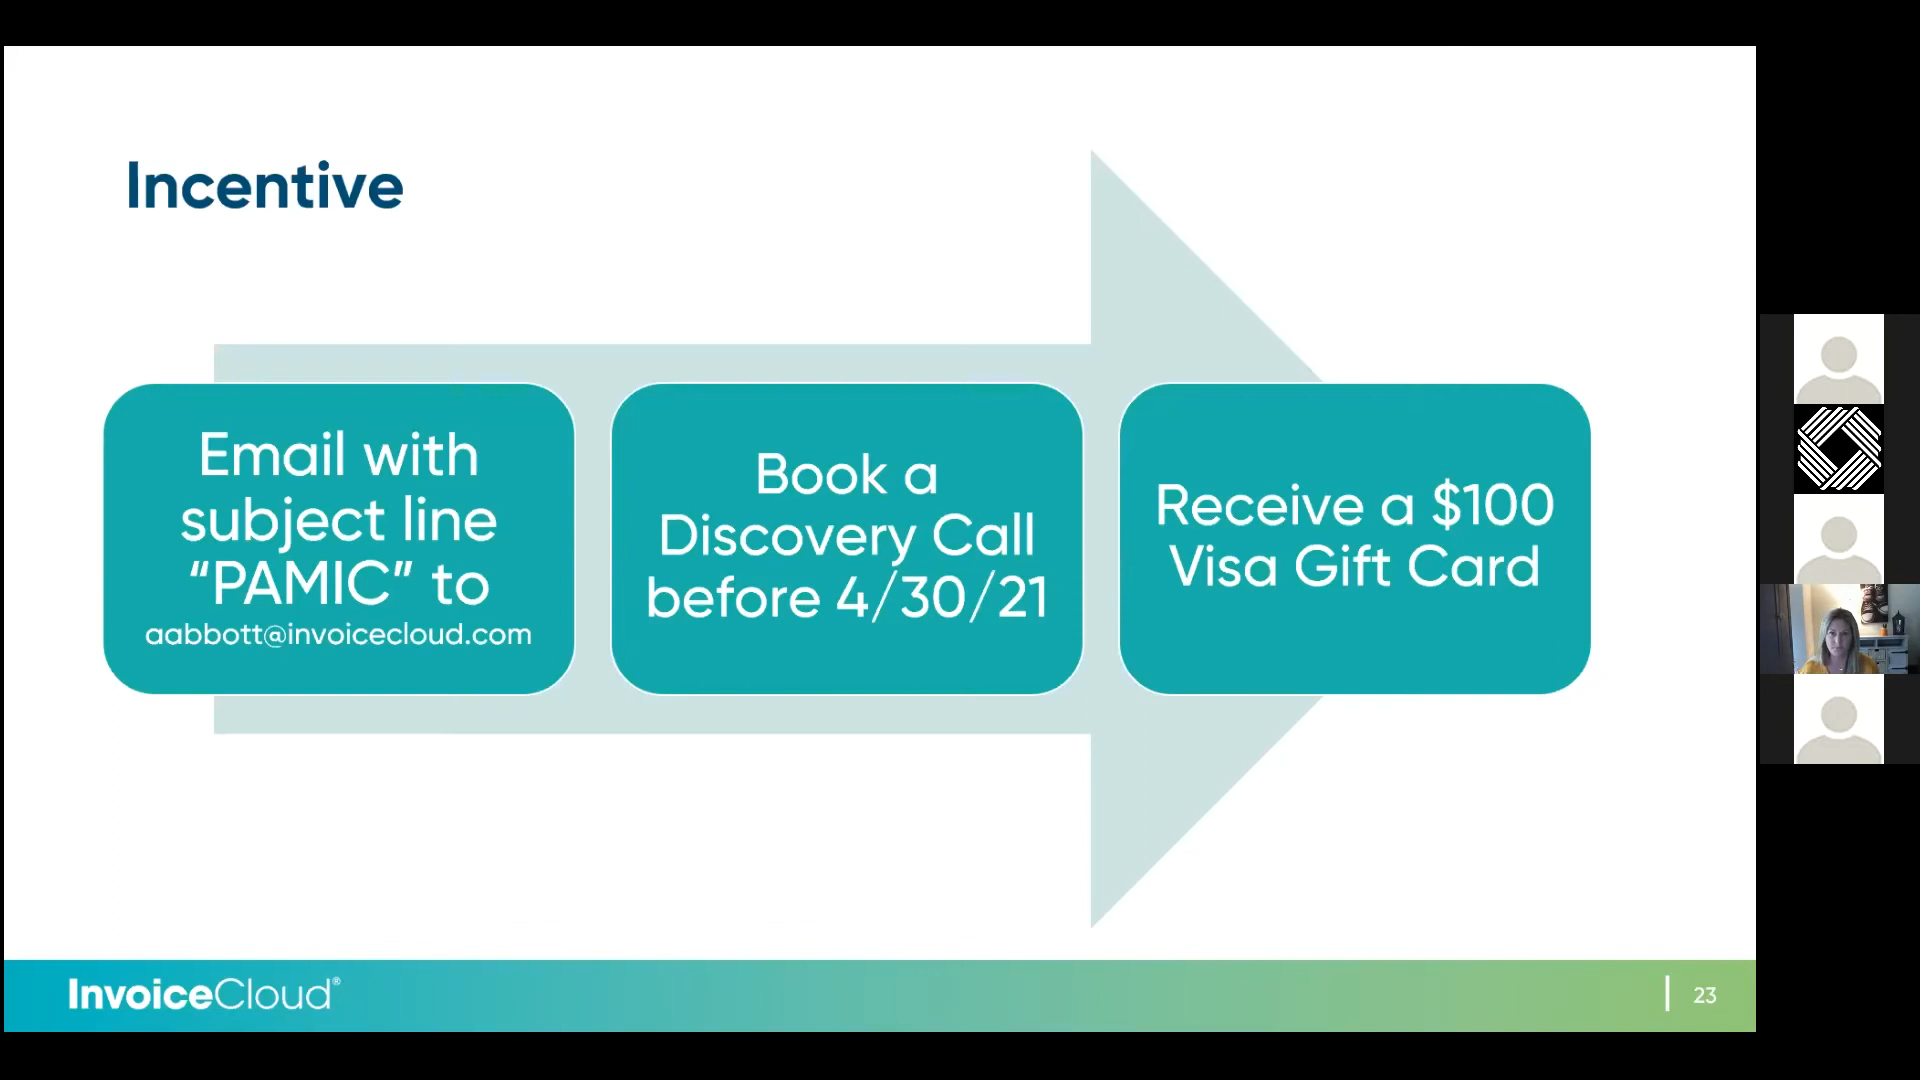 Incentive
Email with
subject line
“PAMIC” to
aabbott@invoicecloud.com
Book a
Discovery Call
before 4/30/21
Receive a $100
Visa Gift Card
InvoiceCloud®
23